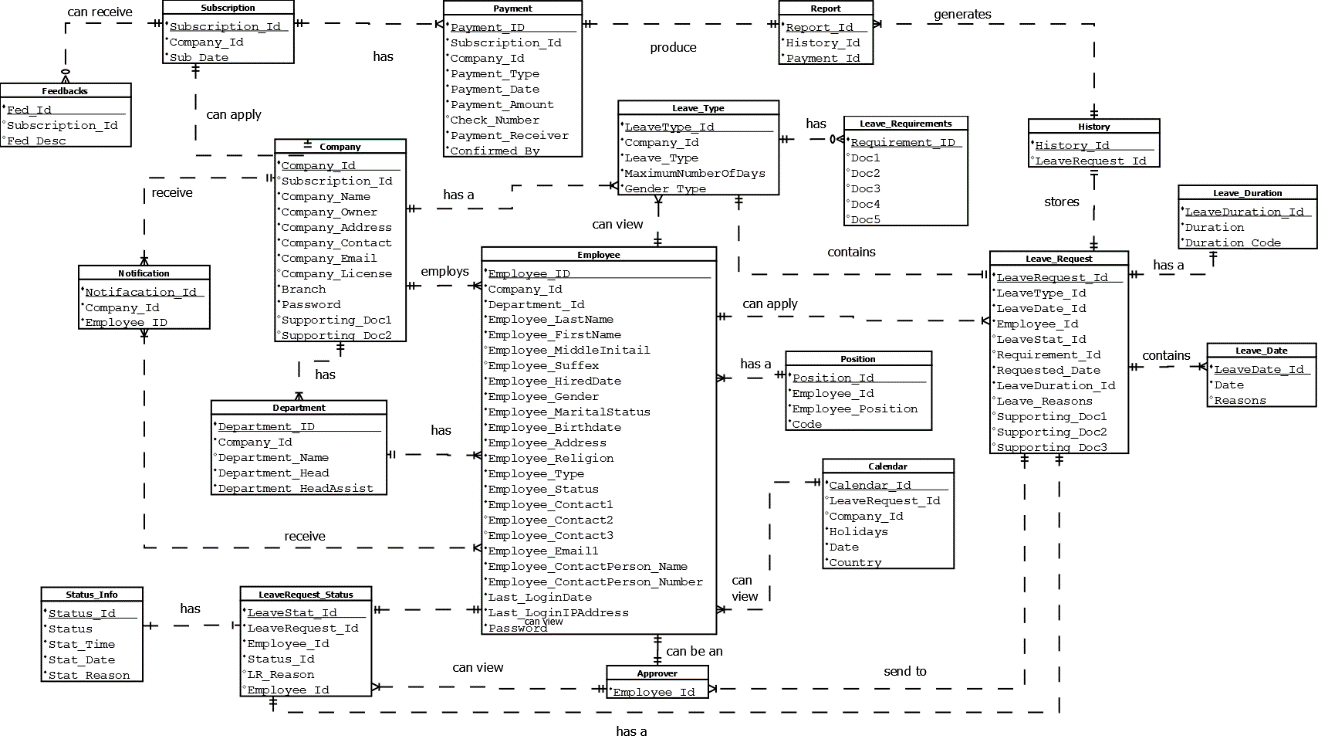 can receive
Subscription
Subscription_Id
Company_Id
Sub_Date
has
Payment
Payment_ID
Subscription_Id
Company_Id
Payment_Type
Payment_Date
Payment_Amount
Check_Number
Payment_Receiver
Confirmed_By
produce
Report
Report_Id
History_Id
Payment_Id
generates
Feedbacks
Fed_Id
Subscription_Id
Fed_Desc
can apply
Company
Company_Id
Subscription_Id
Company_Name
Company_Owner
Company_Address
Company_Contact
Company_Email
Company_License
Branch
Password
Supporting_Doc1
Supporting_Doc2
receive
has a
employs
has
Leave_Type
LeaveType_Id
Company_Id
Leave_Type
MaximumNumberOfDays
Gender_Type
has
Leave_Requirements
Requirement_ID
Doc1
Doc2
Doc3
Doc4
Doc5
can view
contains
History
History_Id
LeaveRequest_Id
stores
Leave_Duration
LeaveDuration_Id
Duration
Duration_Code
has a
Notification
Notifacation_Id
Company_Id
Employee_ID
Employee
Employee_ID
Company_Id
Department_Id
Employee_LastName
Employee_FirstName
Employee_MiddleInitail
Employee_Suffex
Employee_HiredDate
Employee_Gender
Employee_MaritalStatus
Employee_Birthdate
Employee_Address
Employee_Religion
Employee_Type
Employee_Status
Employee_Contact1
Employee_Contact2
Employee_Contact3
Employee_Email1
Employee_ContactPerson_Name
Employee_ContactPerson_Number
Last_LoginDate
Last_LoginIPAddress
can view
Password
can apply
Leave_Request
LeaveRequest_Id
LeaveType_Id
LeaveDate_Id
Employee_Id
LeaveStat_Id
Requirement_Id
Requested_Date
LeaveDuration_Id
Leave_Reasons
Supporting_Doc1
Supporting_Doc2
Supporting_Doc3
contains
Leave_Date
LeaveDate_Id
Date
Reasons
has a
Position
Position_Id
Employee_Id
Employee_Position
Code
Department
Department_ID
Company_Id
Department_Name
Department_Head
Department_HeadAssist
has
Calendar
Calendar_Id
LeaveRequest_Id
Company_Id
Holidays
Date
Country
can
view
receive
Status_Info
Status_Id
Status
Stat_Time
Stat_Date
Stat_Reason
has
LeaveRequest_Status
LeaveStat_Id
LeaveRequest_Id
Employee_Id
Status_Id
LR_Reason
Employee_Id
can view
can be an
Approver
Employee_Id
send to
has a